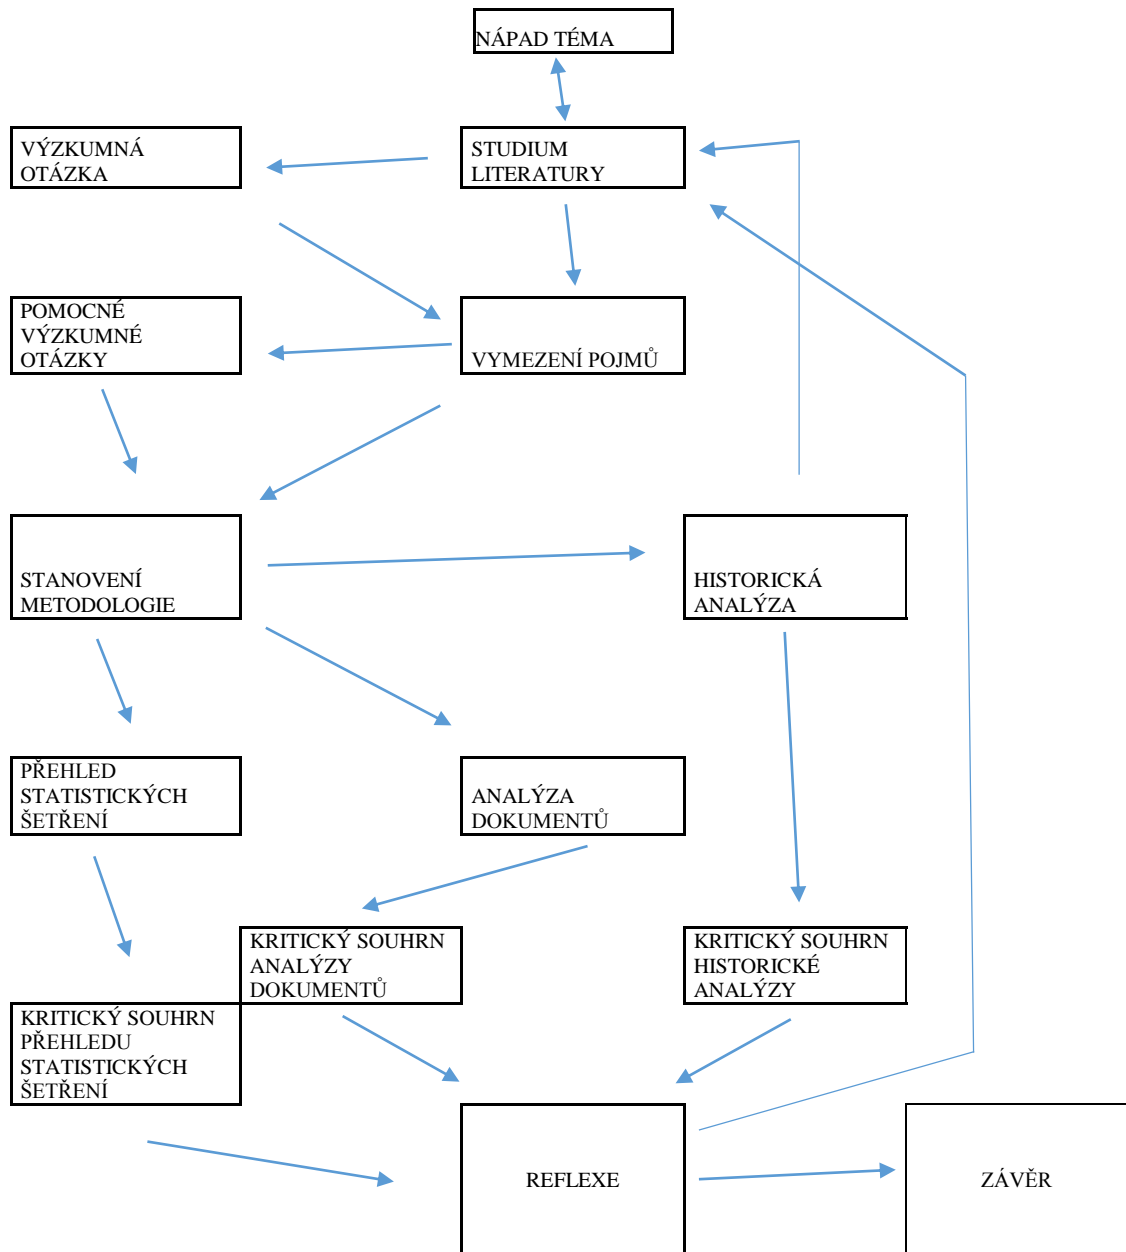 NÁPAD TÉMA
VÝZKUMNÁ
OTÁZKA
STUDIUM
LITERATURY
POMOCNÉ
VÝZKUMNÉ
OTÁZKY
VYMEZENÍ POJMŮ
STANOVENÍ
METODOLOGIE
HISTORICKÁ
ANALÝZA
PŘEHLED
STATISTICKÝCH
ŠETŘENÍ
ANALÝZA
DOKUMENTŮ
KRITICKÝ SOUHRN
ANALÝZY
DOKUMENTŮ
KRITICKÝ SOUHRN
HISTORICKÉ
ANALÝZY
KRITICKÝ SOUHRN
PŘEHLEDU
STATISTICKÝCH
ŠETŘENÍ
REFLEXE
ZÁVĚR